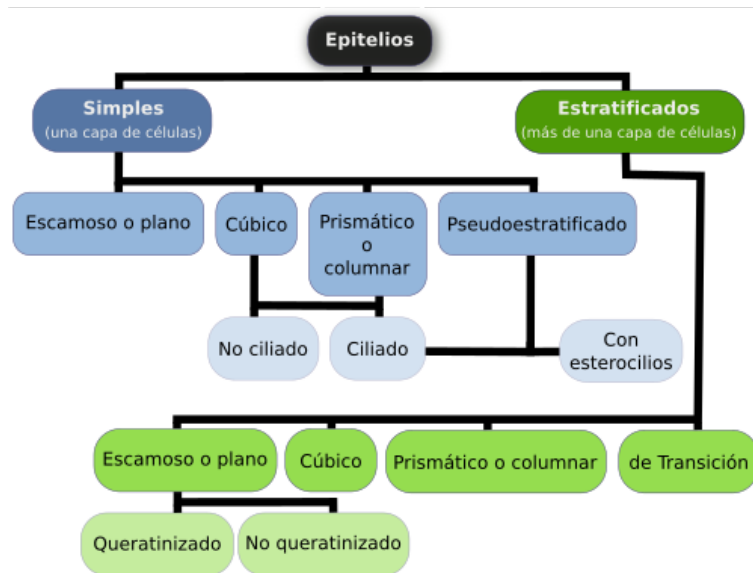 Epitelios
Simples
(una capa de células)
Estratificados
(más de una capa de células)
Escamoso o plano
Cúbico
Prismático
o
columnar
Pseudoestratificado
No ciliado
Ciliado
Con
esterocilios
Escamoso o plano
Cúbico
Prismático o columnar
de Transición
Queratinizado
No queratinizado